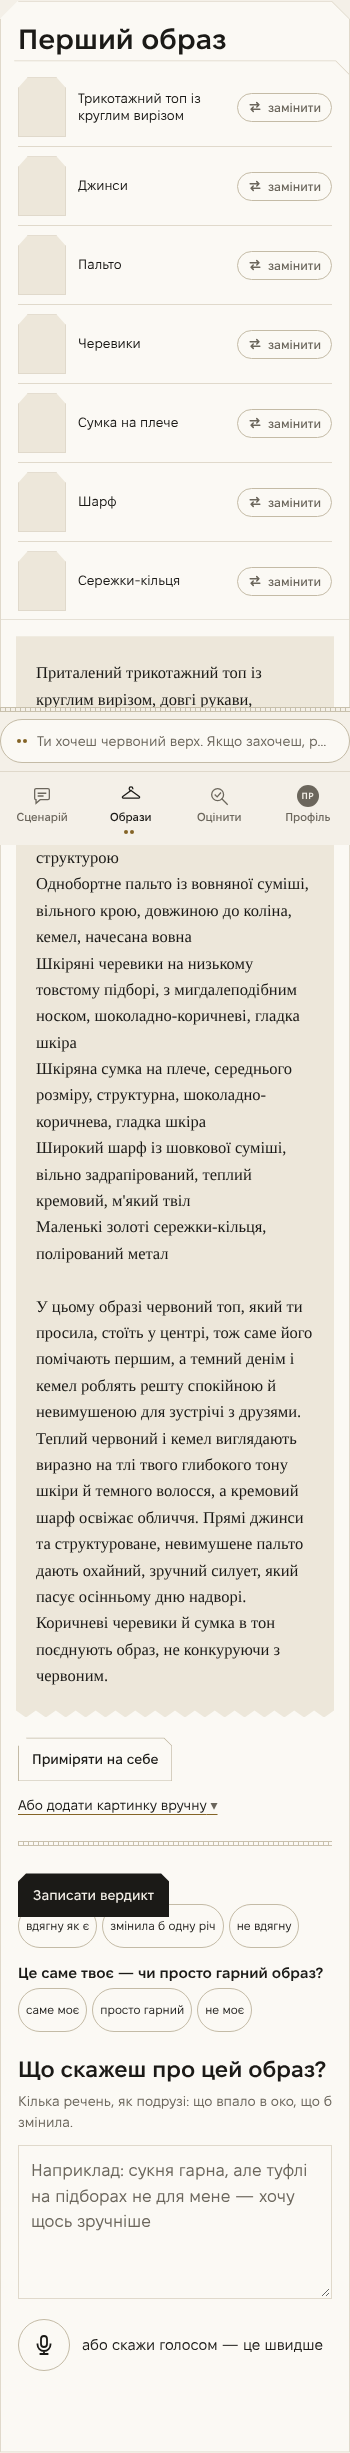 Перший образ
Трикотажний топ із
круглим вирізом
замінити
Джинси
замінити
Пальто
замінити
Черевики
замінити
Сумка на плече
замінити
Шарф
замінити
Сережки-кільця
замінити
Приталений трикотажний топ із
круглим вирізом, довгі рукави,
Ти хочеш червоний верх. Якщо захочеш, р...
Сценарій
Образи
Оцінити
ПР
Профіль
структурою
Однобортне пальто із вовняної суміші,
вільного крою, довжиною до коліна,
кемел, начесана вовна
Шкіряні черевики на низькому
товстому підборі, з мигдалеподібним
носком, шоколадно-коричневі, гладка
шкіра
Шкіряна сумка на плече, середнього
розміру, структурна, шоколадно-
коричнева, гладка шкіра
Широкий шарф із шовкової суміші,
вільно задрапірований, теплий
кремовий, м'який твіл
Маленькі золоті сережки-кільця,
полірований метал
У цьому образі червоний топ, який ти
просила, стоїть у центрі, тож саме його
помічають першим, а темний денім і
кемел роблять решту спокійною й
невимушеною для зустрічі з друзями.
Теплий червоний і кемел виглядають
виразно на тлі твого глибокого тону
шкіри й темного волосся, а кремовий
шарф освіжає обличчя. Прямі джинси
та структуроване, невимушене пальто
дають охайний, зручний силует, який
пасує осінньому дню надворі.
Коричневі черевики й сумка в тон
поєднують образ, не конкуруючи з
червоним.
Приміряти на себе
Або додати картинку вручну ▾
Записати вердикт
вдягну як є
змінила б одну річ
не вдягну
Це саме твоє — чи просто гарний образ?
саме моє
просто гарний
не моє
Що скажеш про цей образ?
Кілька речень, як подрузі: що впало в око, що б
змінила.
Наприклад: сукня гарна, але туфлі
на підборах не для мене — хочу
щось зручніше
або скажи голосом — це швидше